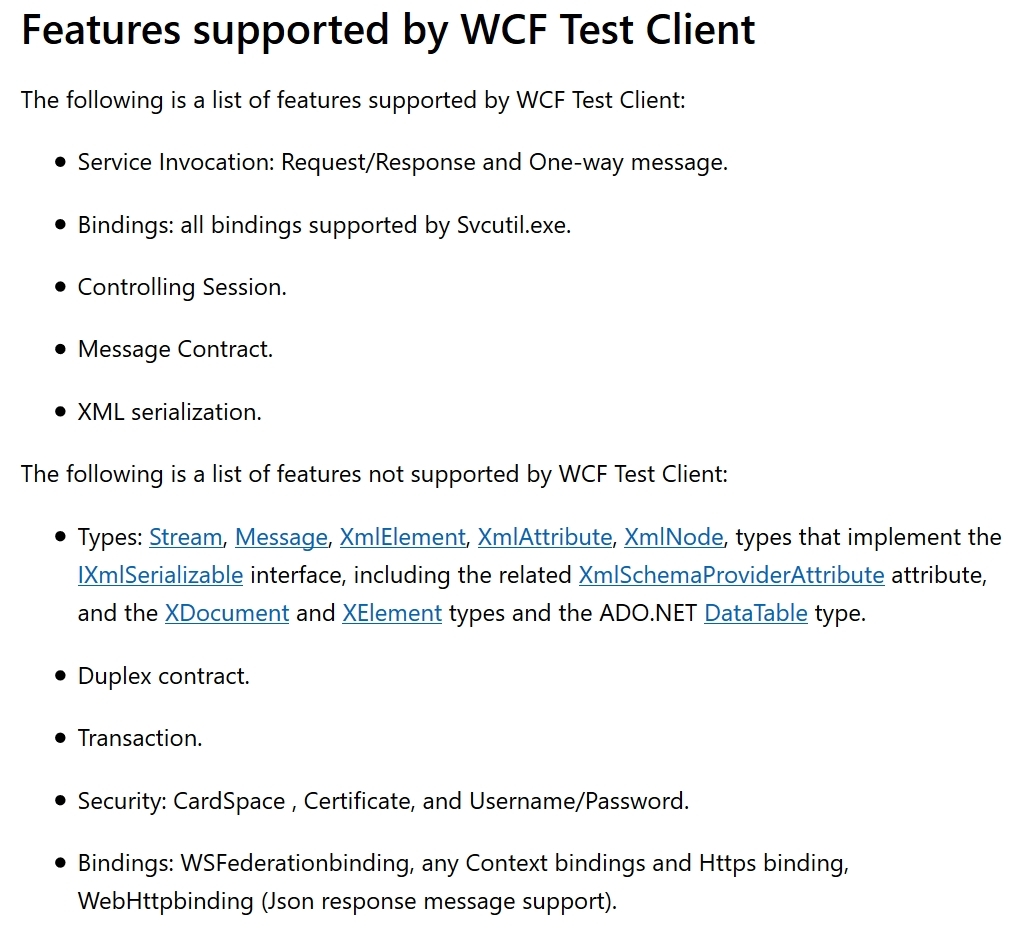 Features supported by WCF Test Client
The following is a list of features supported by WCF Test Client:
• Service Invocation: Request/Response and One-way message.
• Bindings: all bindings supported by Svcutil.exe.
• Controlling Session.
• Message Contract.
• XML serialization.
The following is a list of features not supported by WCF Test Client:
• Types: Stream, Message, XmlElement, XmlAttribute, XmlNode, types that implement the
IXmlSerializable interface, including the related XmlSchemaProviderAttribute attribute,
and the XDocument and XElement types and the ADO.NET DataTable type.
• Duplex contract.
• Transaction.
• Security: CardSpace , Certificate, and Username/Password.
• Bindings: WSFederationbinding, any Context bindings and Https binding,
WebHttpbinding (Json response message support).